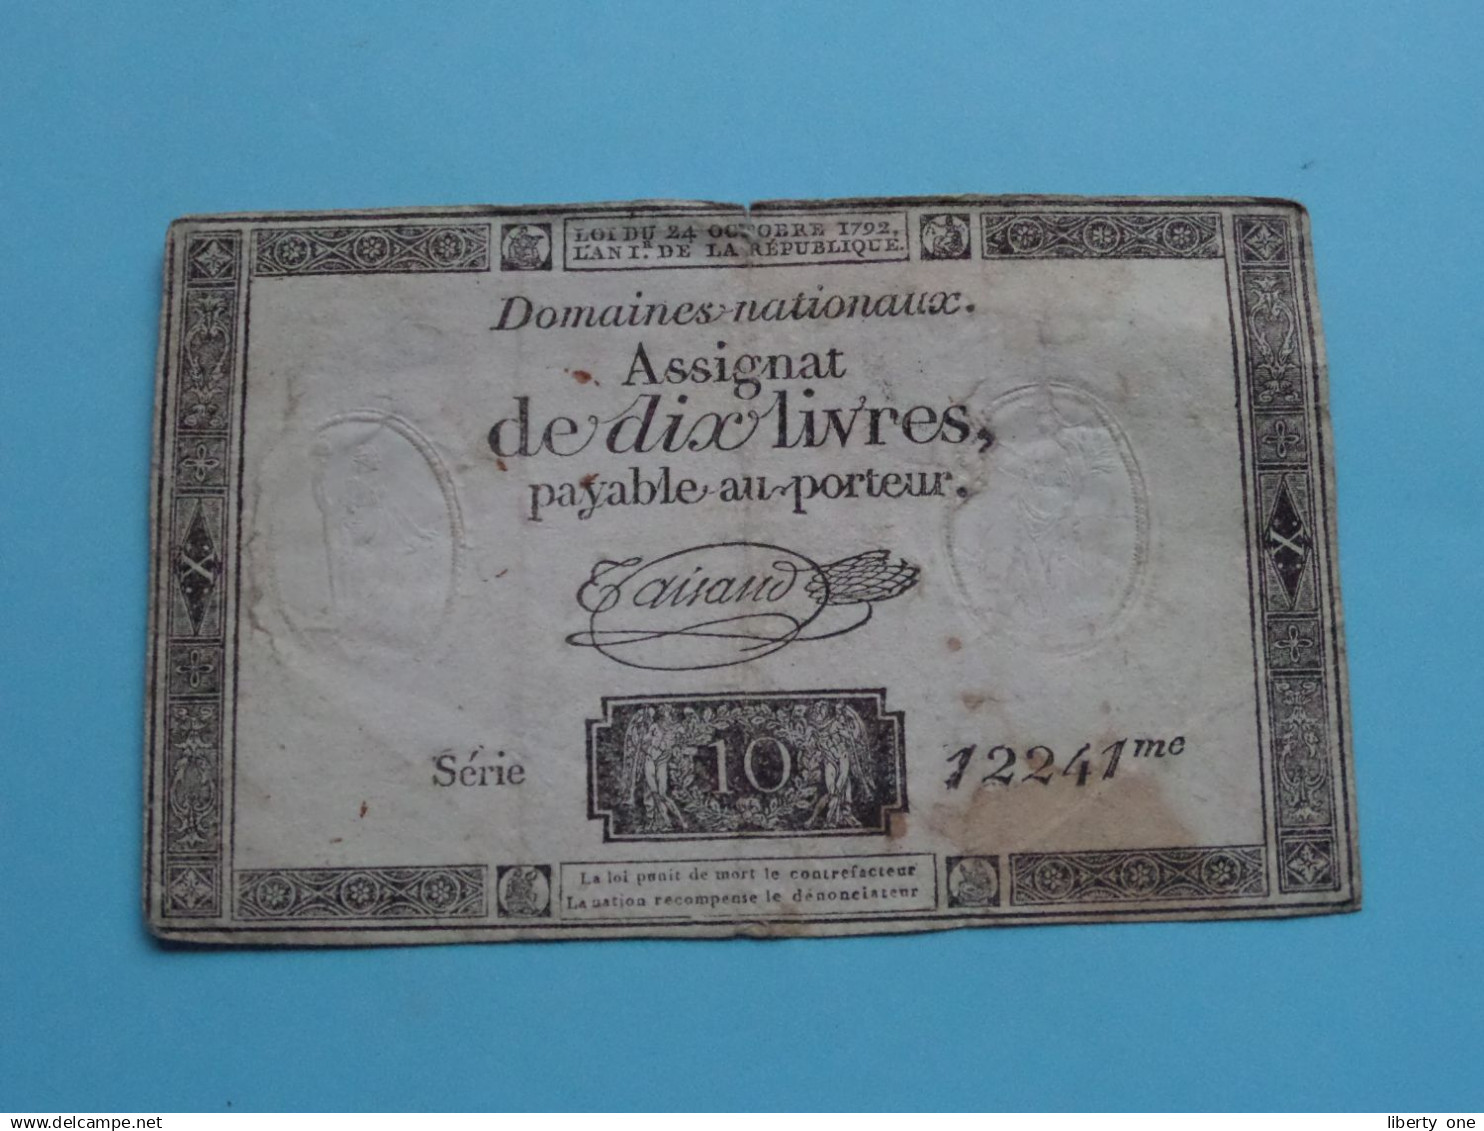 LOI DU 24 OCTOBRE 1792,
L'AN I.R DE LA RÉPUBLIQUE.
Domaines nationaux.
Assignat
de dix livres,
payable au porteur.
Taisaud
X X
Série 10 12241me
La loi punit de mort le contrefacteur
La nation recompense le dénonciateur
www.delcampe.net
liberty one